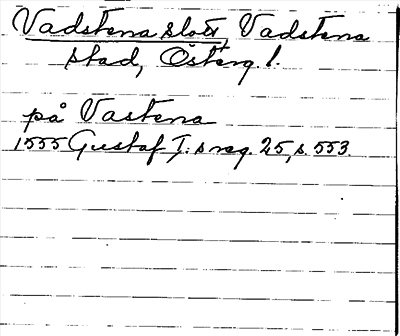 Vadstena slott, Vadstena
stad, Österg. l.
på Vastena
1555 Gustaf I:s reg. 25, s. 553.